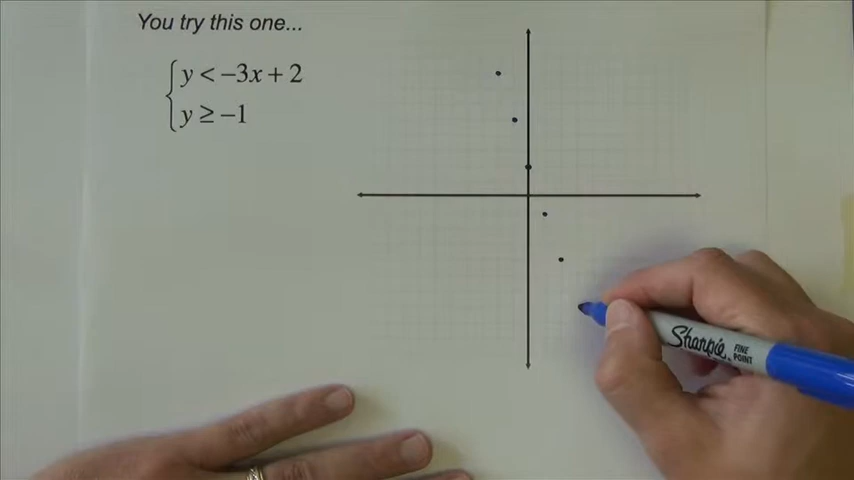 You try this one...
y < −3x + 2
y ≥ −1
Sharpie FINE POINT